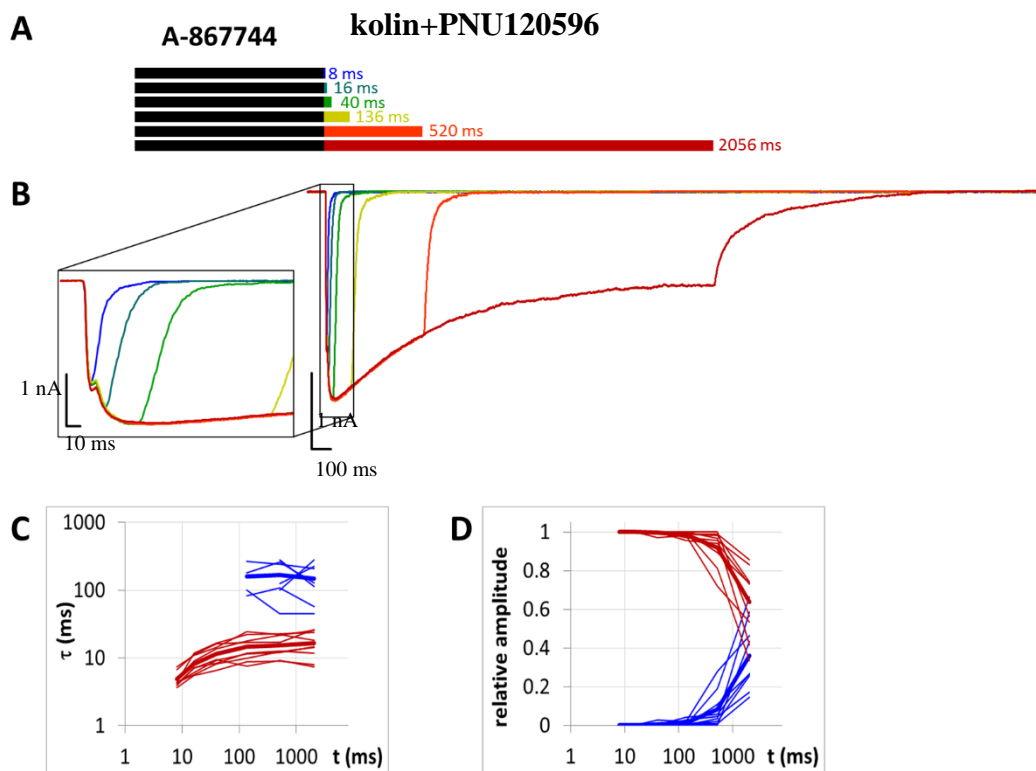 A
A-867744
kolin+PNU120596
8 ms
16 ms
40 ms
136 ms
520 ms
2056 ms
B
1 nA
10 ms
1 nA
100 ms
C
1000
100
10
1
τ (ms)
1 10 100 1000 t (ms)
D
1
0.8
0.6
0.4
0.2
0
relative amplitude
1 10 100 1000 t (ms)